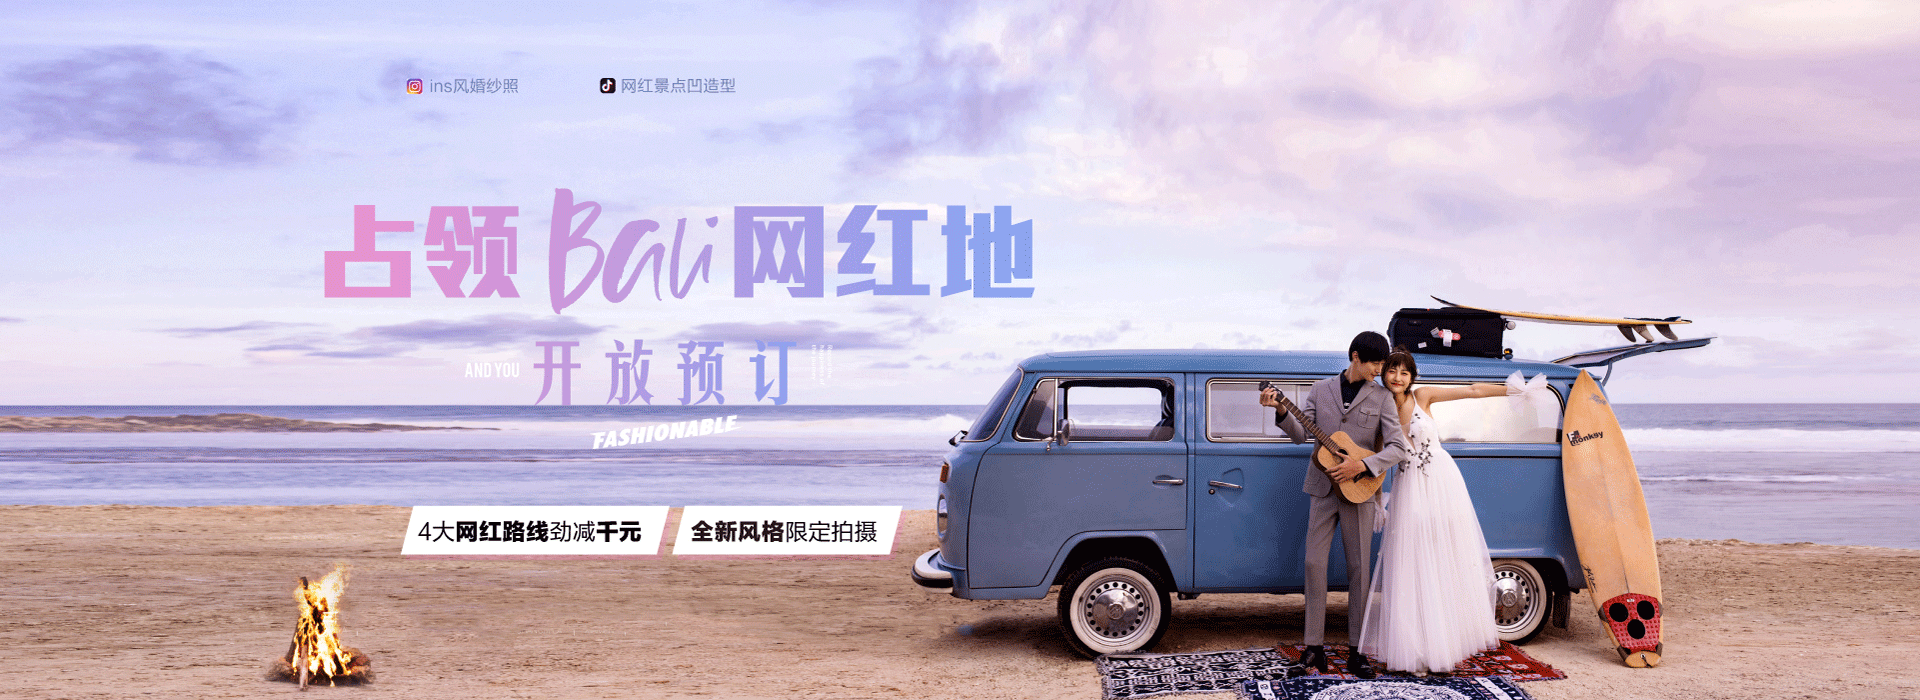 ins风婚纱照 网红景点凹造型
占领Bali网红地
AND YOU 开放预订
FASHIONABLE
4大网红路线劲减千元 全新风格限定拍摄
monkey